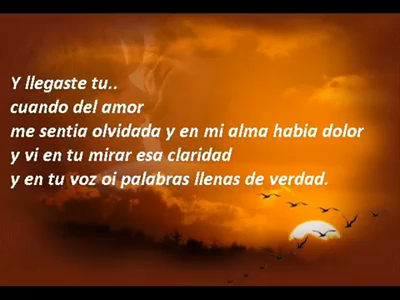 Y llegaste tu..
cuando del amor
me sentia olvidada y en mi alma habia dolor
y vi en tu mirar esa claridad
y en tu voz oi palabras llenas de verdad.